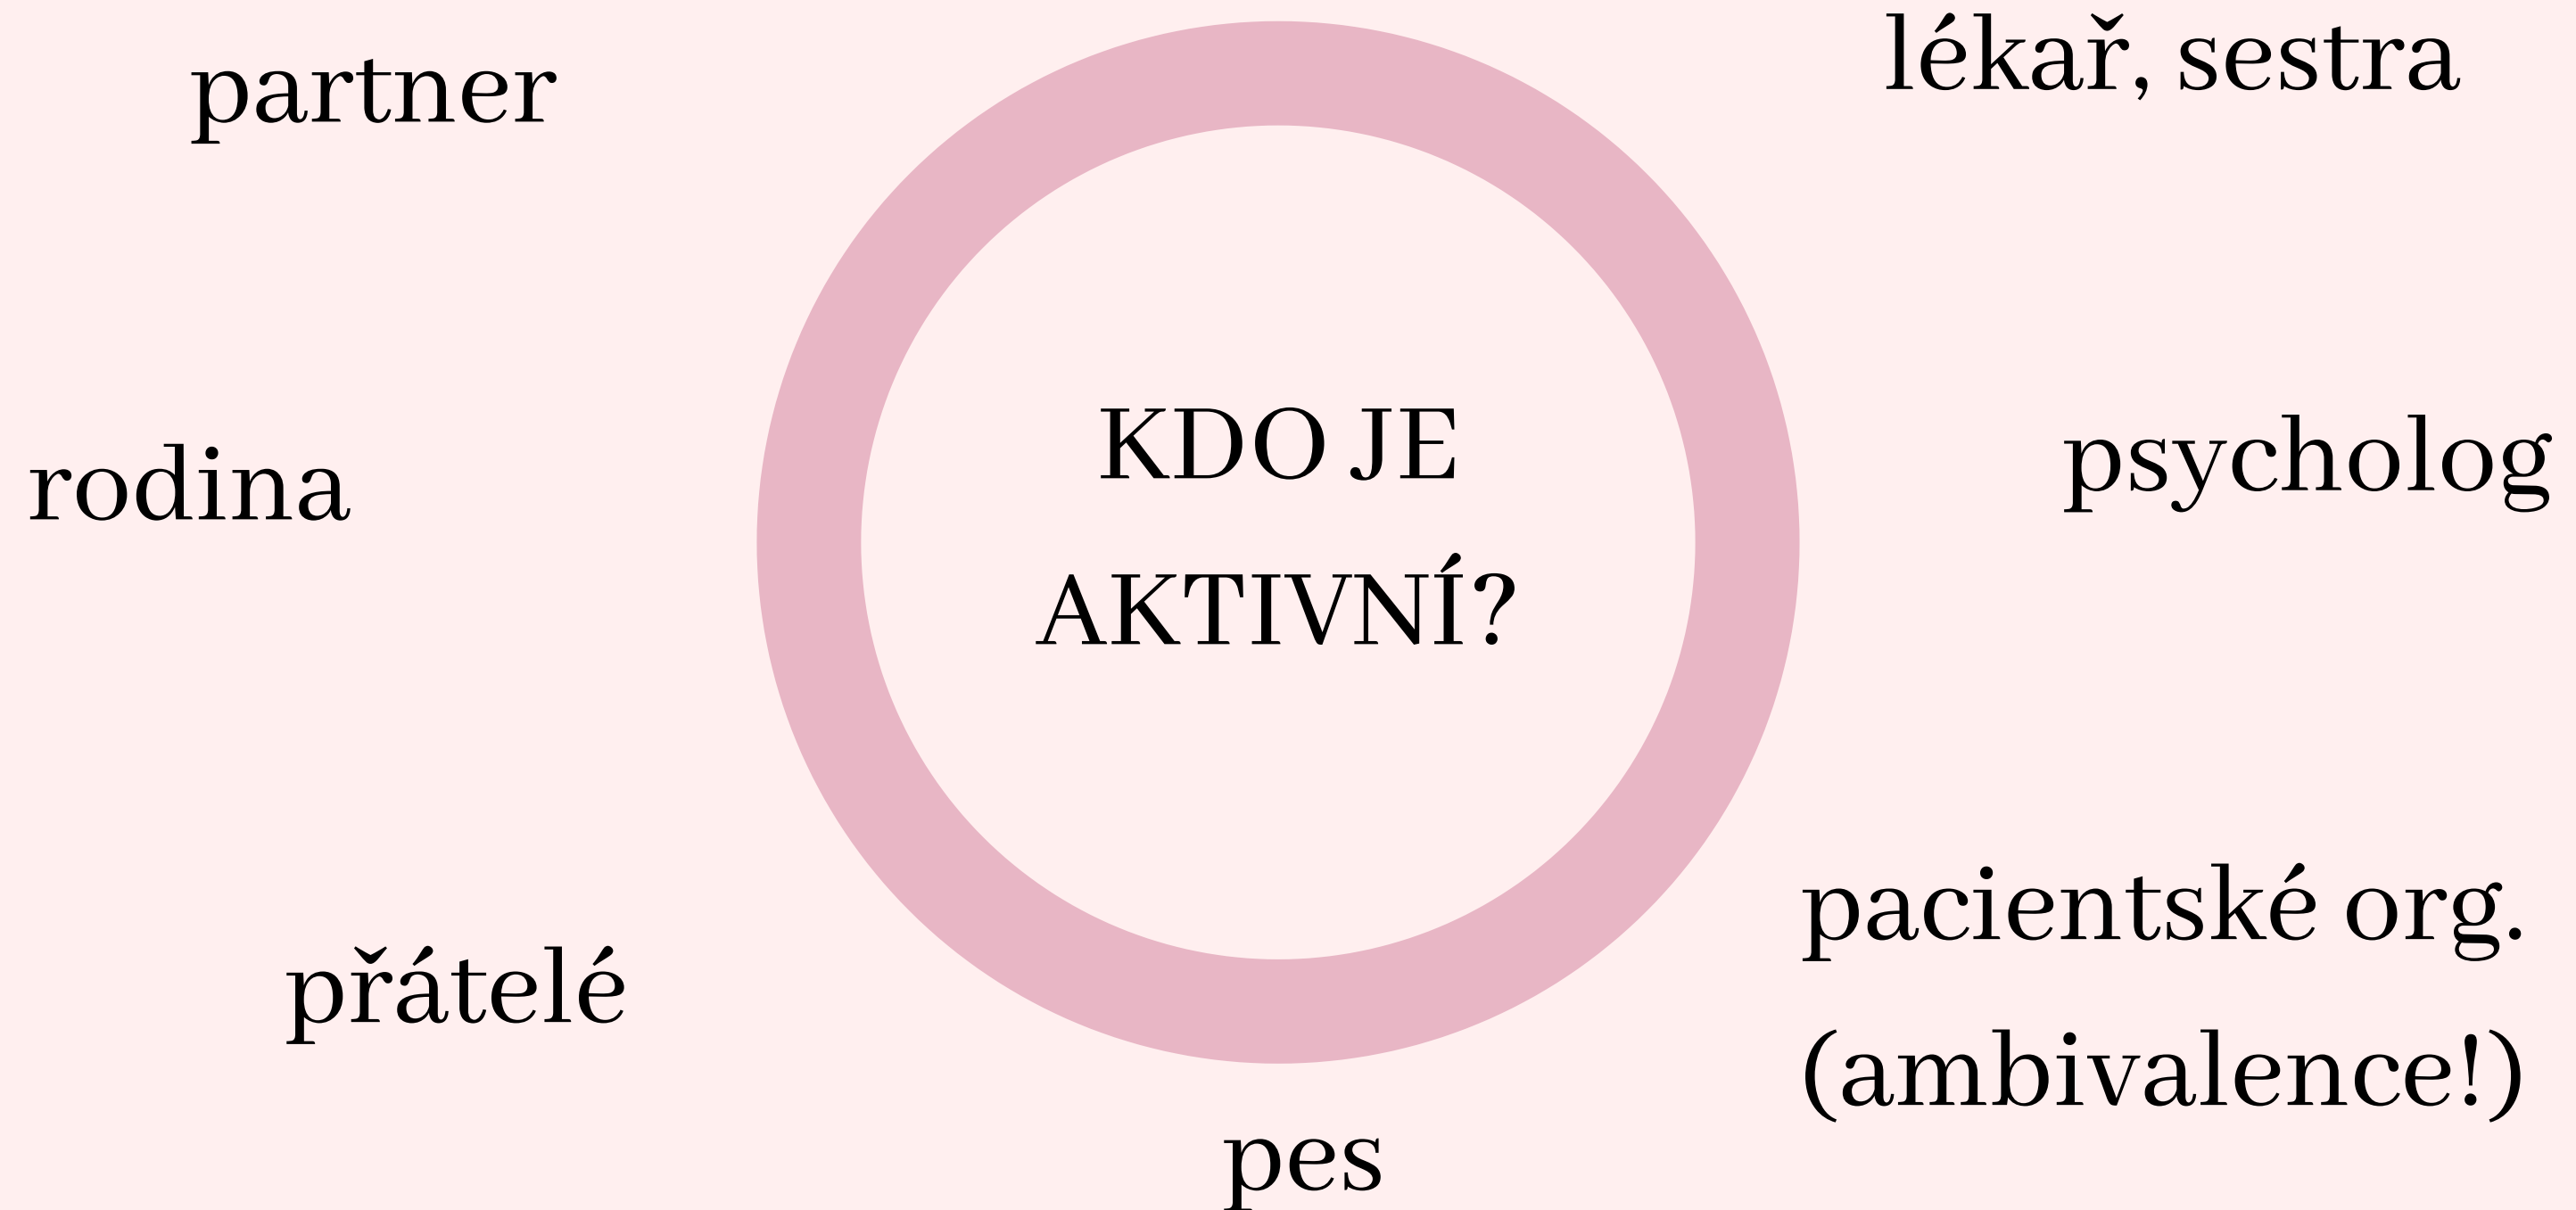 partner
lékař, sestra
rodina
KDO JE
AKTIVNÍ?
psycholog
přátelé
pacientské org.
(ambivalence!)
pes